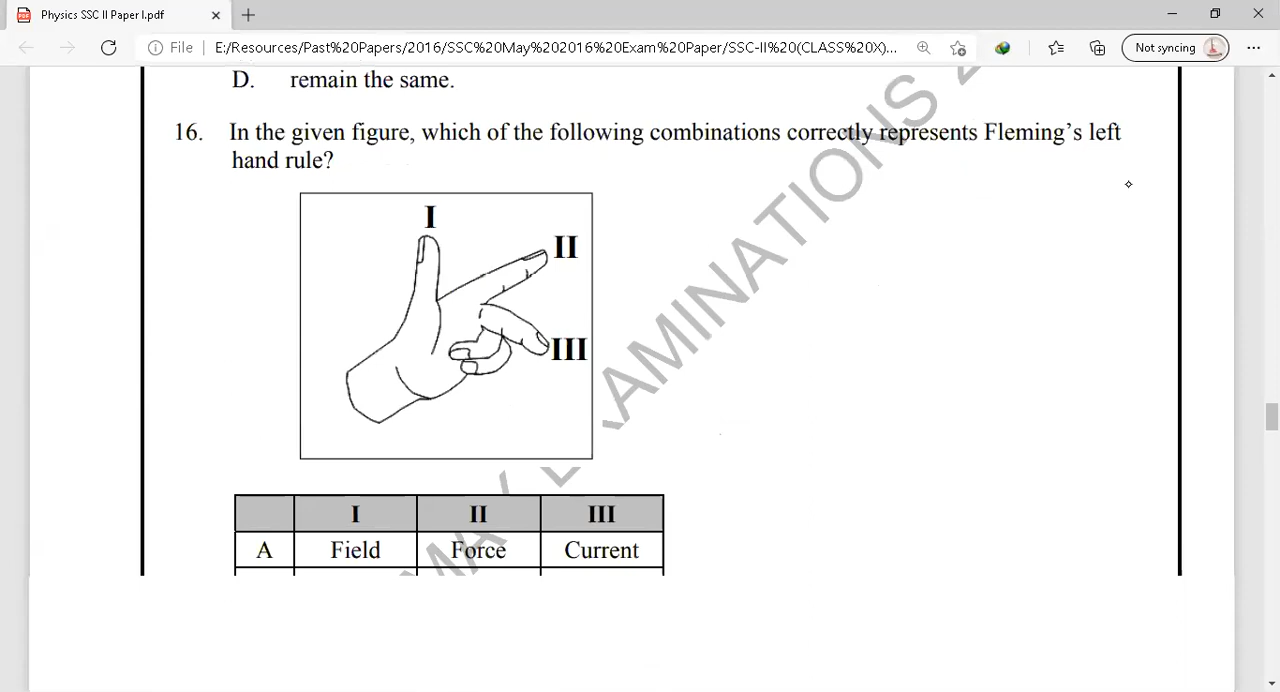 Physics SSC II Paper I.pdf
File
E:/Resources/Past%20Papers/2016/SSC%20May%202016%20Exam%20Paper/SSC-II%20(CLASS%20X)...
Not syncing
D. remain the same.
16. In the given figure, which of the following combinations correctly represents Fleming's left
hand rule?
I
II
III
I II III
A Field Force Current
EXAMINATIONS 2